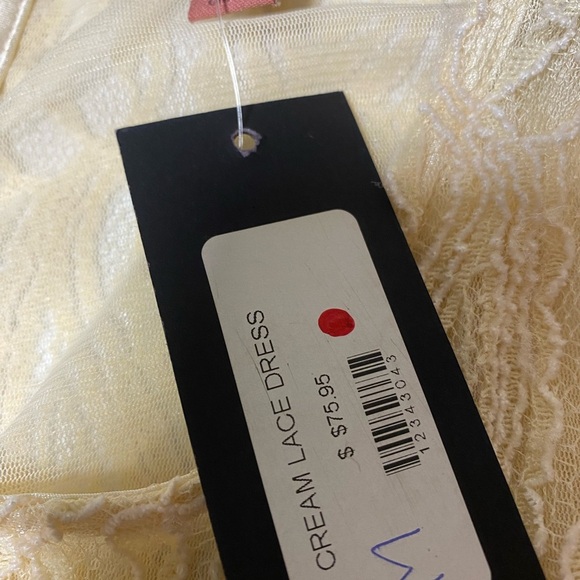 CREAM LACE DRESS
$ $75.95
12343043
M